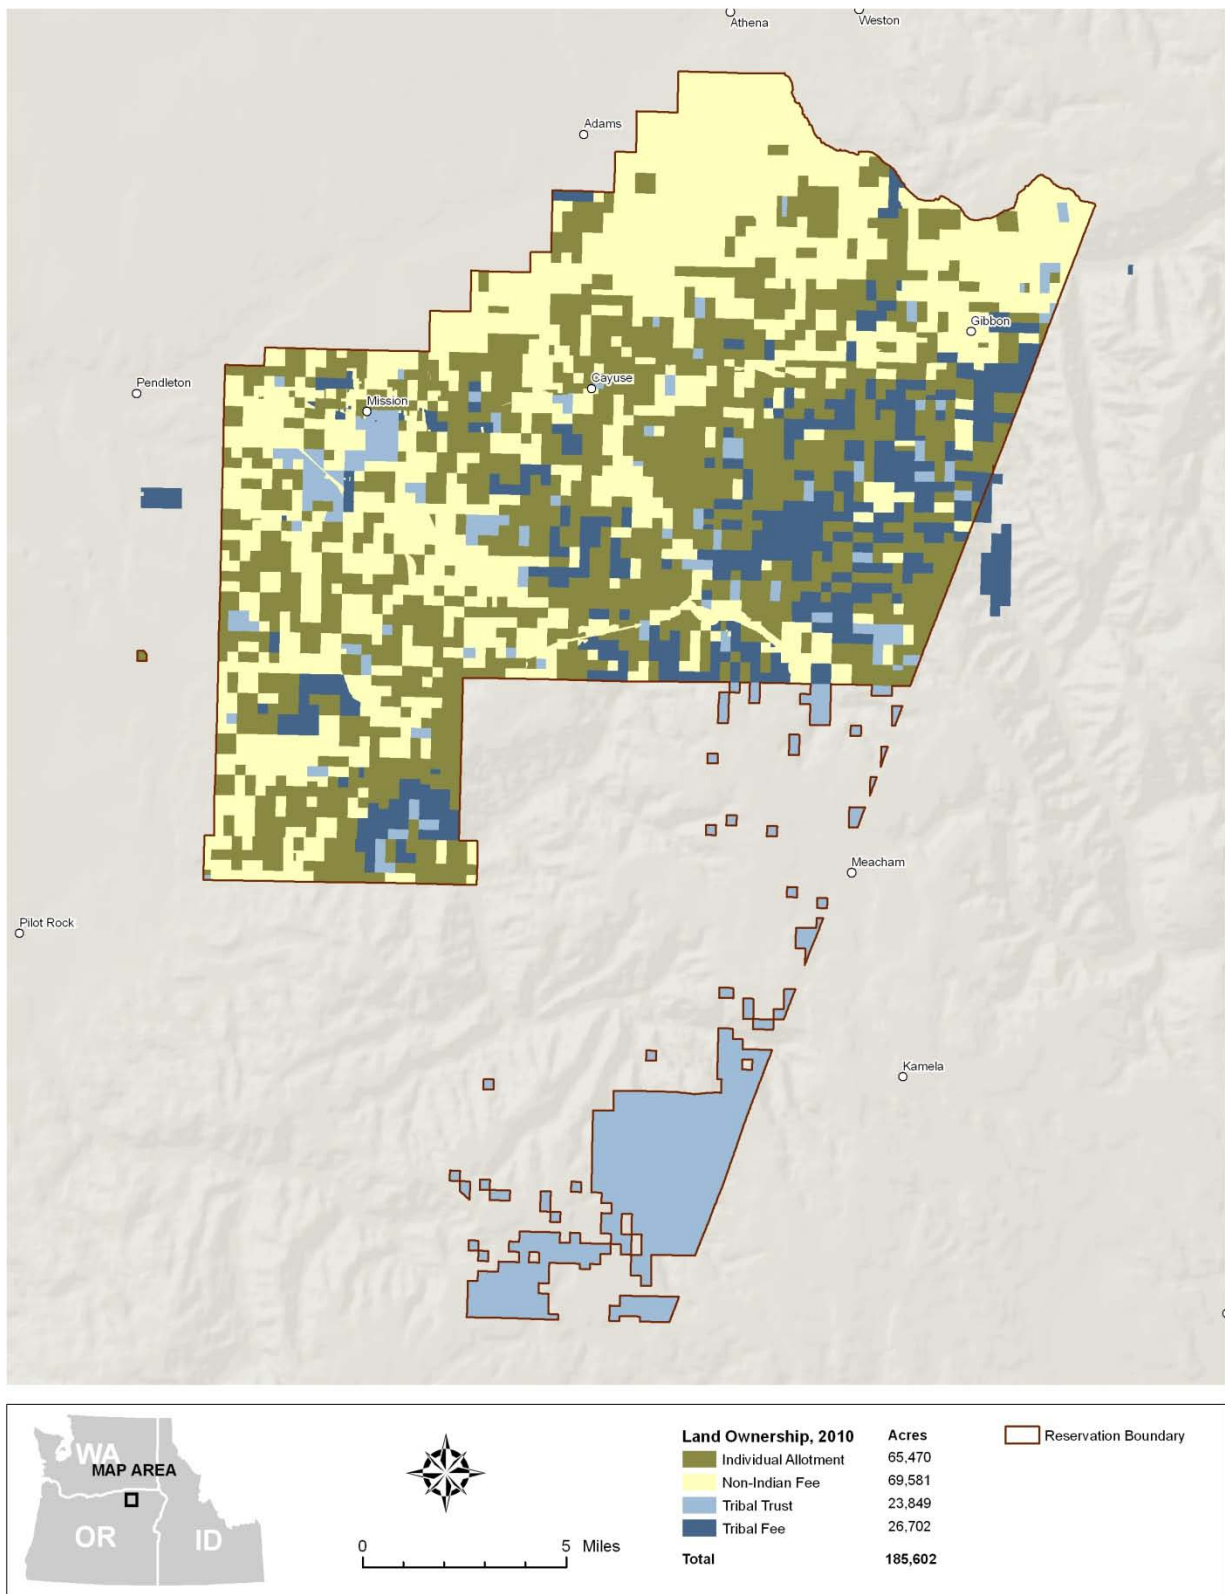 Athena
Weston
Adams
Gibbon
Pendleton
Cayuse
Mission
Meacham
Pilot Rock
Kamela
WA
MAP AREA
OR
ID
0 5 Miles
Land Ownership, 2010 Acres
Individual Allotment 65,470
Non-Indian Fee 69,581
Tribal Trust 23,849
Tribal Fee 26,702
Total 185,602
Reservation Boundary